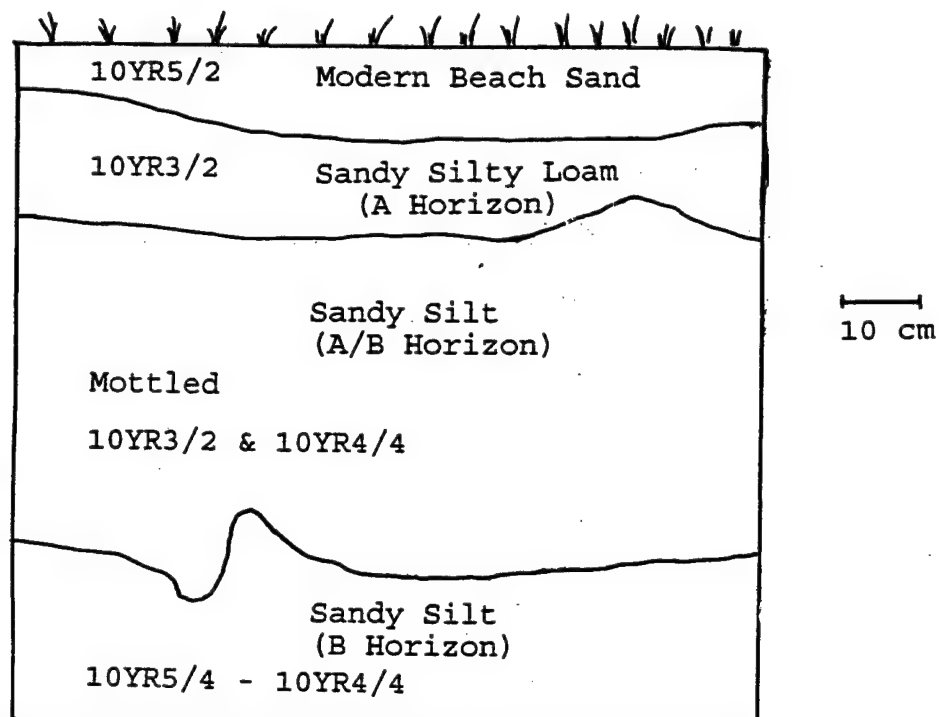 10YR5/2 Modern Beach Sand
10YR3/2 Sandy Silty Loam
(A Horizon)
Sandy Silt
(A/B Horizon)
10 cm
Mottled
10YR3/2 & 10YR4/4
Sandy Silt
(B Horizon)
10YR5/4 - 10YR4/4